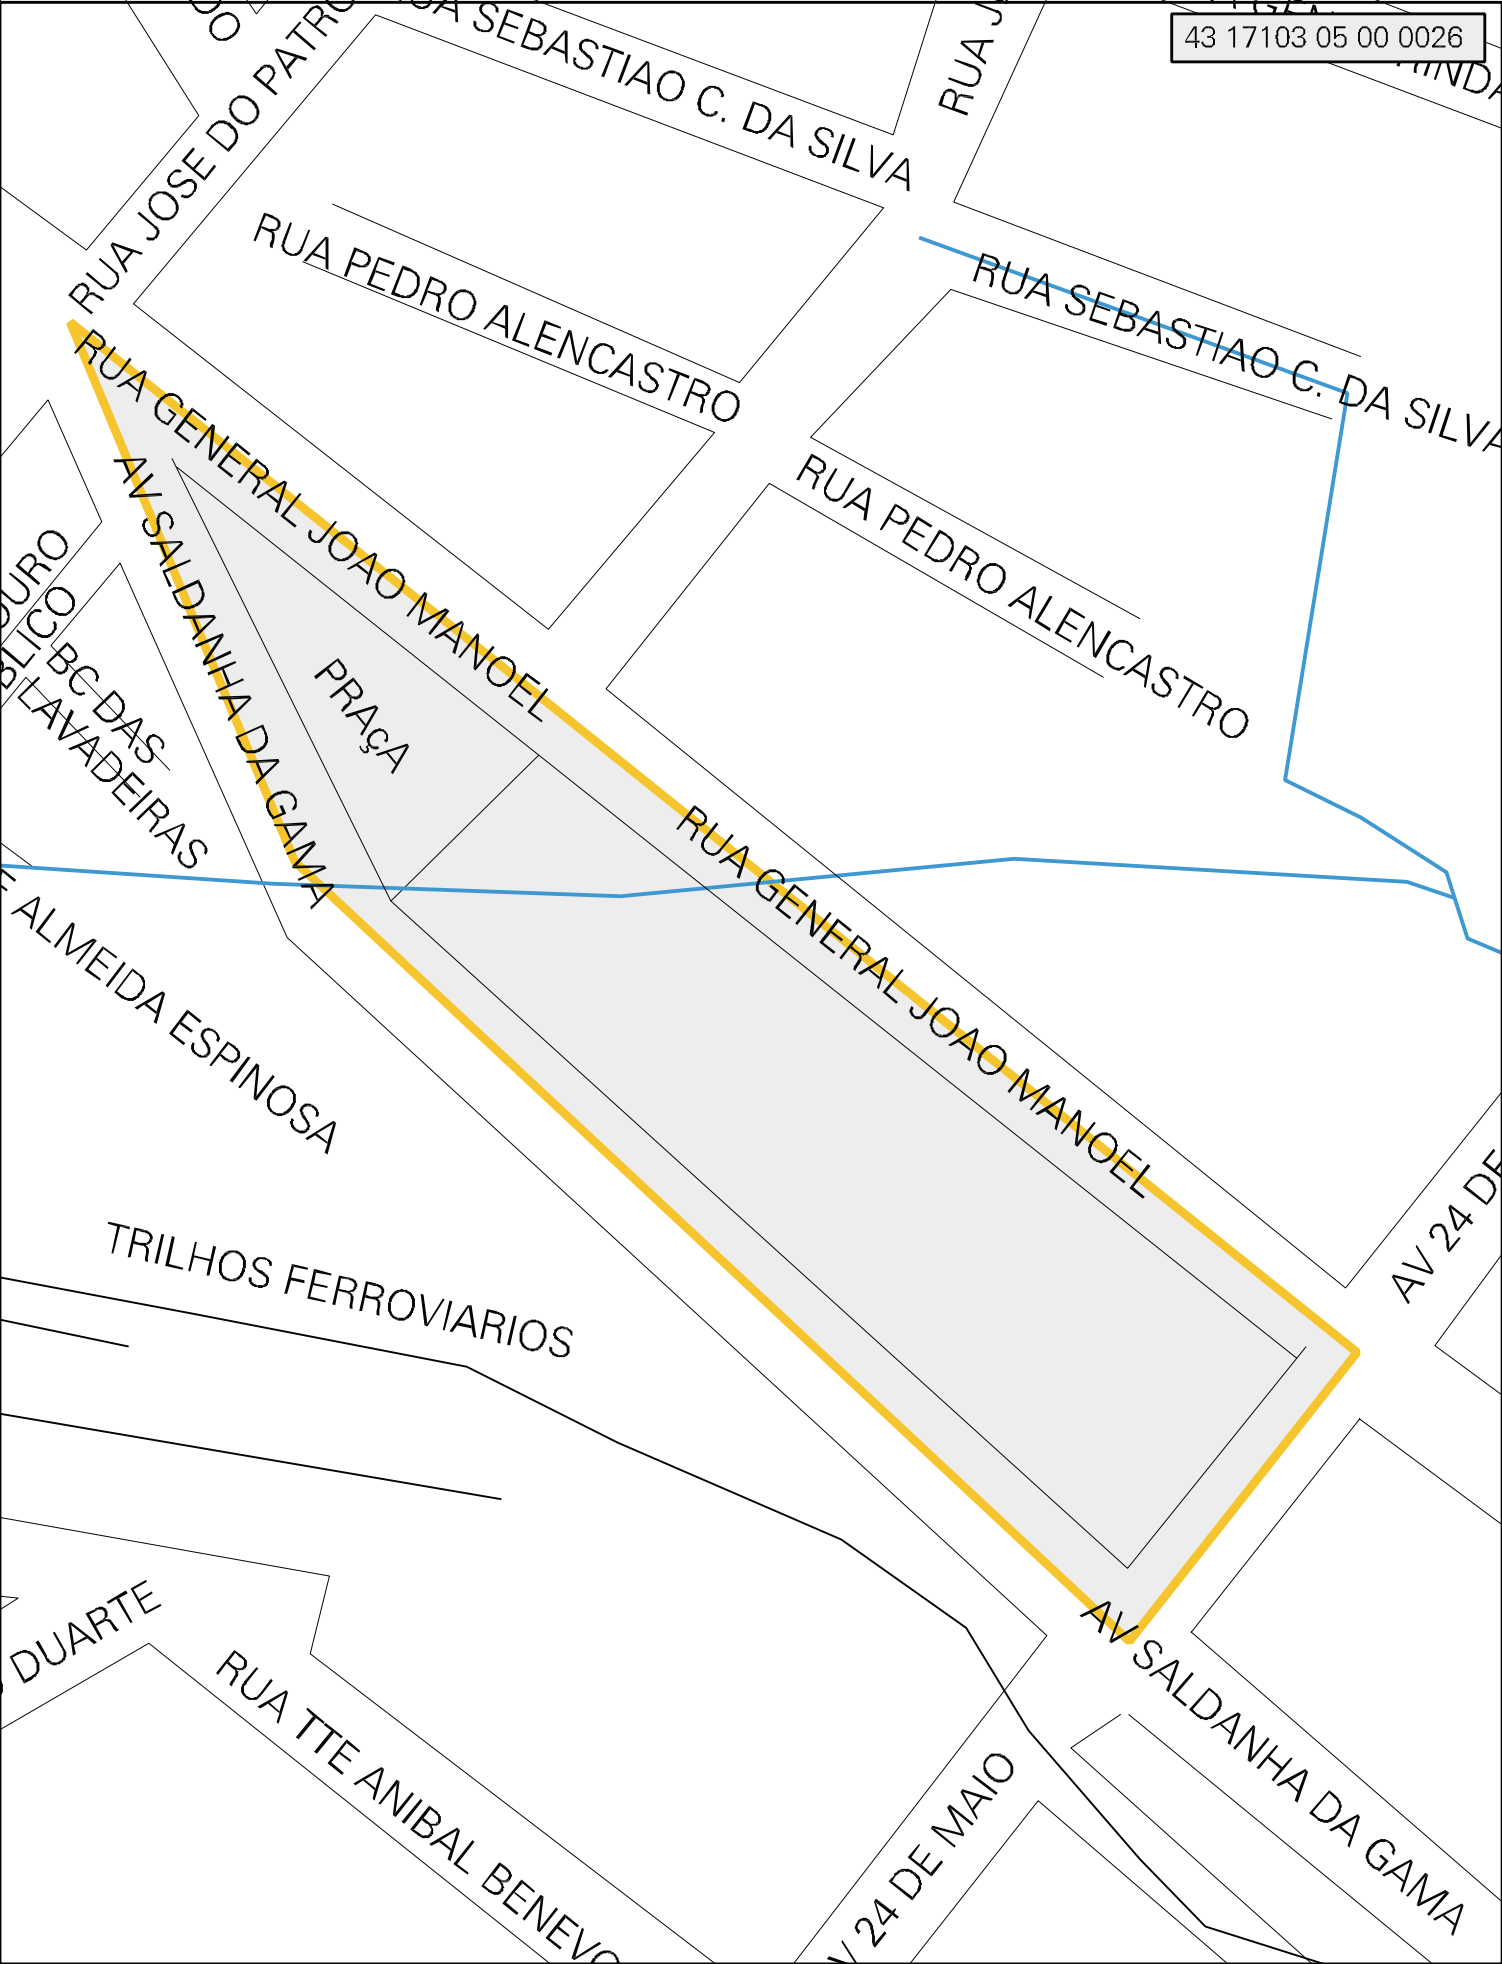 43 17103 05 00 0026
RUA JOSE DO PATRO
SEBASTIAO C. DA SILVA
RUA J
RUA PEDRO ALENCASTRO
RUA SEBASTIAO C. DA SILVA
RUA GENERAL JOAO MANOEL
RUA PEDRO ALENCASTRO
AV SALDANHA DA GAMA
OURO
BLICO
BC DAS
LAVADEIRAS
PRAçA
RUA GENERAL JOAO MANOEL
ALMEIDA ESPINOSA
AV 24 DE
TRILHOS FERROVIARIOS
DUARTE
RUA TTE ANIBAL BENEVO
AV SALDANHA DA GAMA
V 24 DE MAIO